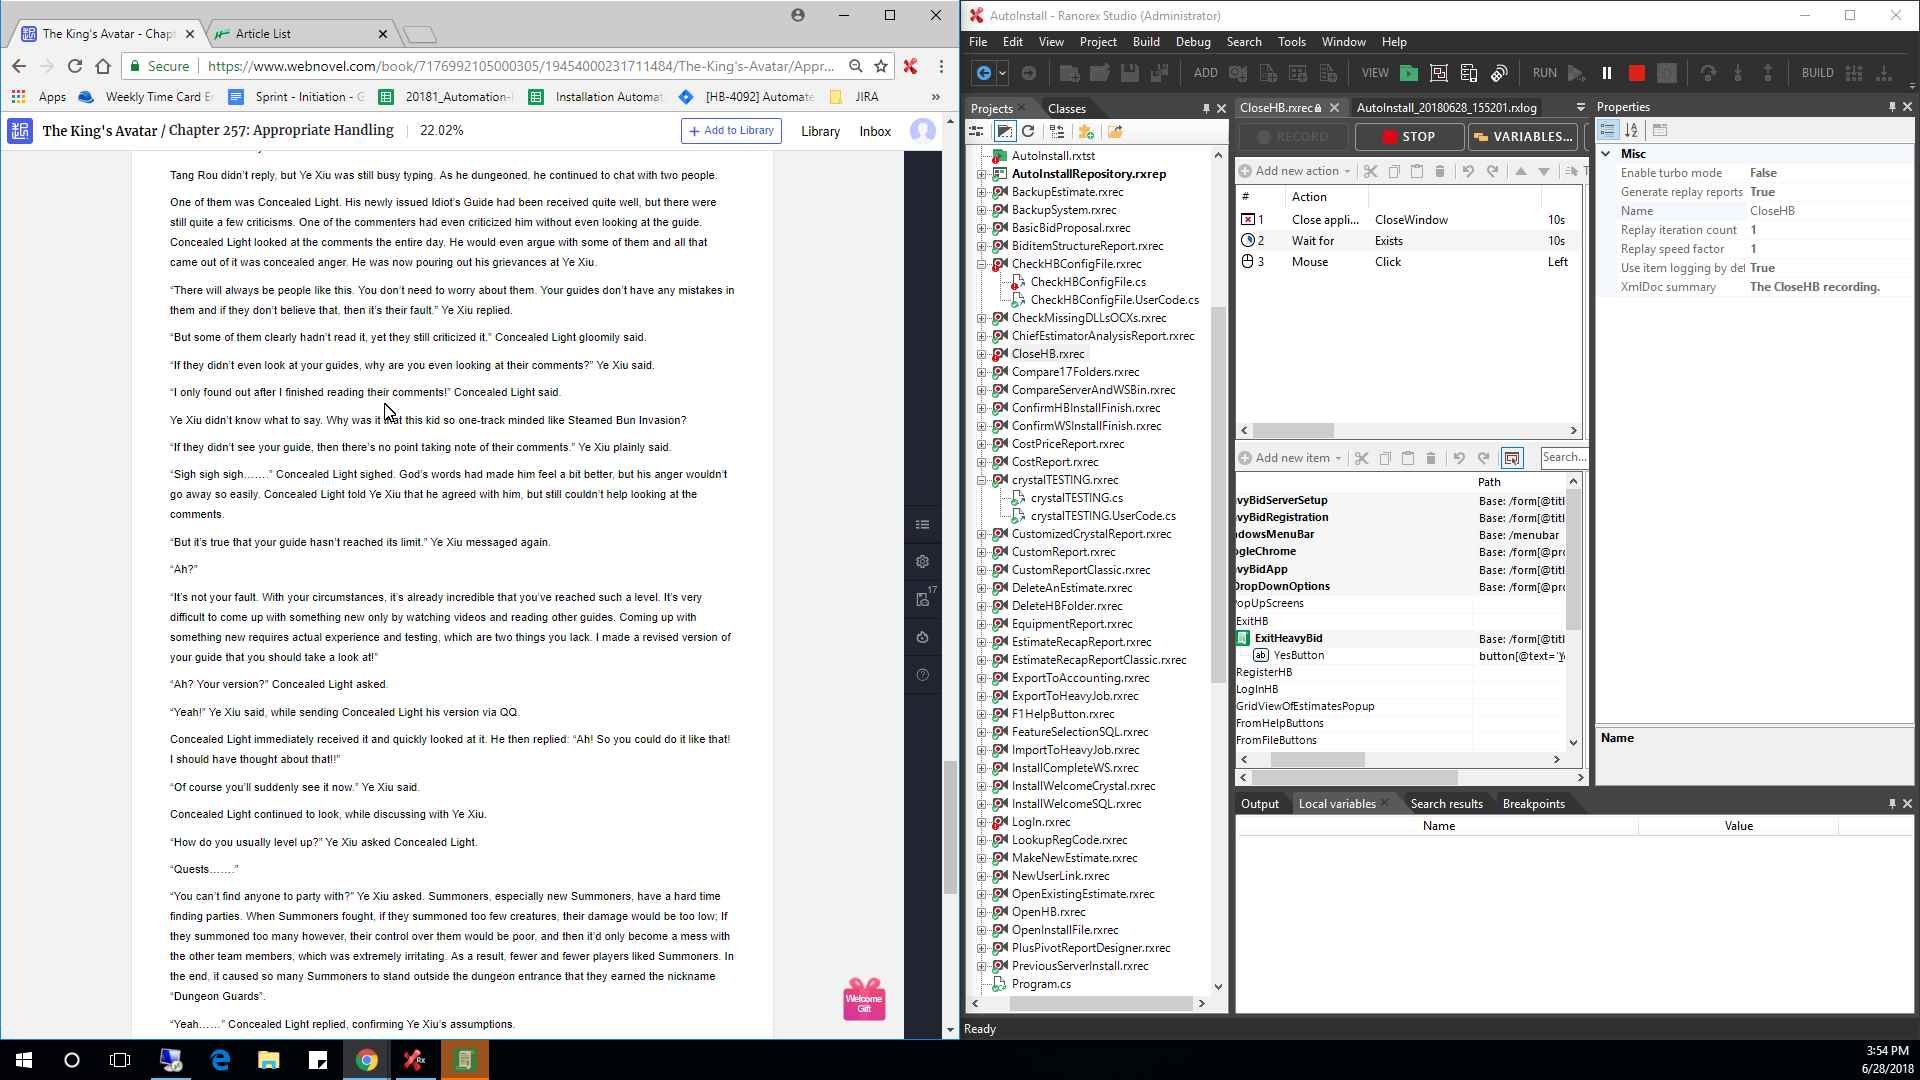 The King's Avatar - Chapt
Article List
Secure
https://www.webnovel.com/book/7176992105000305/19454000231711484/The-King's-Avatar/Appr...
Apps
Weekly Time Card E
Sprint - Initiation - G
20181_Automation-
Installation Automat
[HB-4092] Automate
JIRA
»
The King's Avatar / Chapter 257: Appropriate Handling
22.02%
+ Add to Library
Library
Inbox
Tang Rou didn’t reply, but Ye Xiu was still busy typing. As he dungeoned, he continued to chat with two people.
One of them was Concealed Light. His newly issued Idiot’s Guide had been received quite well, but there were
still quite a few criticisms. One of the commenters had even criticized him without even looking at the guide.
Concealed Light looked at the comments the entire day. He would even argue with some of them and all that
came out of it was concealed anger. He was now pouring out his grievances at Ye Xiu.
“There will always be people like this. You don’t need to worry about them. Your guides don’t have any mistakes in
them and if they don’t believe that, then it’s their fault.” Ye Xiu replied.
“But some of them clearly hadn’t read it, yet they still criticized it.” Concealed Light gloomily said.
“If they didn’t even look at your guides, why are you even looking at their comments?” Ye Xiu said.
“I only found out after I finished reading their comments!” Concealed Light said.
Ye Xiu didn’t know what to say. Why was it that this kid so one-track minded like Steamed Bun Invasion?
“If they didn’t see your guide, then there’s no point taking note of their comments.” Ye Xiu plainly said.
“Sigh sigh sigh…….” Concealed Light sighed. God’s words had made him feel a bit better, but his anger wouldn’t
go away so easily. Concealed Light told Ye Xiu that he agreed with him, but still couldn’t help looking at the
comments.
“But it’s true that your guide hasn’t reached its limit.” Ye Xiu messaged again.
“Ah?”
“It’s not your fault. With your circumstances, it’s already incredible that you’ve reached such a level. It’s very
difficult to come up with something new only by watching videos and reading other guides. Coming up with
something new requires actual experience and testing, which are two things you lack. I made a revised version of
your guide that you should take a look at!”
“Ah? Your version?” Concealed Light asked.
“Yeah!” Ye Xiu said, while sending Concealed Light his version via QQ.
Concealed Light immediately received it and quickly looked at it. He then replied: “Ah! So you could do it like that!
I should have thought about that!!”
“Of course you’ll suddenly see it now.” Ye Xiu said.
Concealed Light continued to look, while discussing with Ye Xiu.
“How do you usually level up?” Ye Xiu asked Concealed Light.
“Quests…….”
“You can’t find anyone to party with?” Ye Xiu asked. Summoners, especially new Summoners, have a hard time
finding parties. When Summoners fought, if they summoned too few creatures, their damage would be too low; If
they summoned too many however, their control over them would be poor, and then it’d only become a mess with
the other team members, which was extremely irritating. As a result, fewer and fewer players liked Summoners. In
the end, it caused so many Summoners to stand outside the dungeon entrance that they earned the nickname
“Dungeon Guards”.
“Yeah……” Concealed Light replied, confirming Ye Xiu’s assumptions.
17
Welcome
Gift
AutoInstall - Ranorex Studio (Administrator)
File Edit View Project Build Debug Search Tools Window Help
ADD VIEW RUN BUILD
Projects
Classes
AutoInstall.rxtst
AutoInstallRepository.rxrep
BackupEstimate.rxrec
BackupSystem.rxrec
BasicBidProposal.rxrec
BiditemStructureReport.rxrec
CheckHBConfigFile.rxrec
CheckHBConfigFile.cs
CheckHBConfigFile.UserCode.cs
CheckMissingDLLsOCXs.rxrec
ChiefEstimatorAnalysisReport.rxrec
CloseHB.rxrec
Compare17Folders.rxrec
CompareServerAndWSBin.rxrec
ConfirmHBInstallFinish.rxrec
ConfirmWSInstallFinish.rxrec
CostPriceReport.rxrec
CostReport.rxrec
crystalTESTING.rxrec
crystalTESTING.cs
crystalTESTING.UserCode.cs
CustomizedCrystalReport.rxrec
CustomReport.rxrec
CustomReportClassic.rxrec
DeleteAnEstimate.rxrec
DeleteHBFolder.rxrec
EquipmentReport.rxrec
EstimateRecapReport.rxrec
EstimateRecapReportClassic.rxrec
ExportToAccounting.rxrec
ExportToHeavyJob.rxrec
F1HelpButton.rxrec
FeatureSelectionSQL.rxrec
ImportToHeavyJob.rxrec
InstallCompleteWS.rxrec
InstallWelcomeCrystal.rxrec
InstallWelcomeSQL.rxrec
LogIn.rxrec
LookupRegCode.rxrec
MakeNewEstimate.rxrec
NewUserLink.rxrec
OpenExistingEstimate.rxrec
OpenHB.rxrec
OpenInstallFile.rxrec
PlusPivotReportDesigner.rxrec
PreviousServerInstall.rxrec
Program.cs
Ready
CloseHB.rxrec
AutoInstall_20180628_155201.rxlog
RECORD
STOP
VARIABLES...
Add new action
T
# Action
1 Close appli... CloseWindow 10s
2 Wait for Exists 10s
3 Mouse Click Left
Add new item
Search...
Path
vyBidServerSetup Base: /form[@titl
vyBidRegistration Base: /form[@titl
dowsMenuBar Base: /menubar
ogleChrome Base: /form[@pro
vyBidApp Base: /form[@titl
DropDownOptions Base: /form[@pro
PopUpScreens
ExitHB
ExitHeavyBid Base: /form[@titl
ab YesButton button[@text='Y
RegisterHB
LogInHB
GridViewOfEstimatesPopup
FromHelpButtons
FromFileButtons
Properties
Misc
Enable turbo mode False
Generate replay reports True
Name CloseHB
Replay iteration count 1
Replay speed factor 1
Use item logging by def True
XmlDoc summary The CloseHB recording.
Name
Output
Local variables
Search results
Breakpoints
Name
Value
3:54 PM
6/28/2018